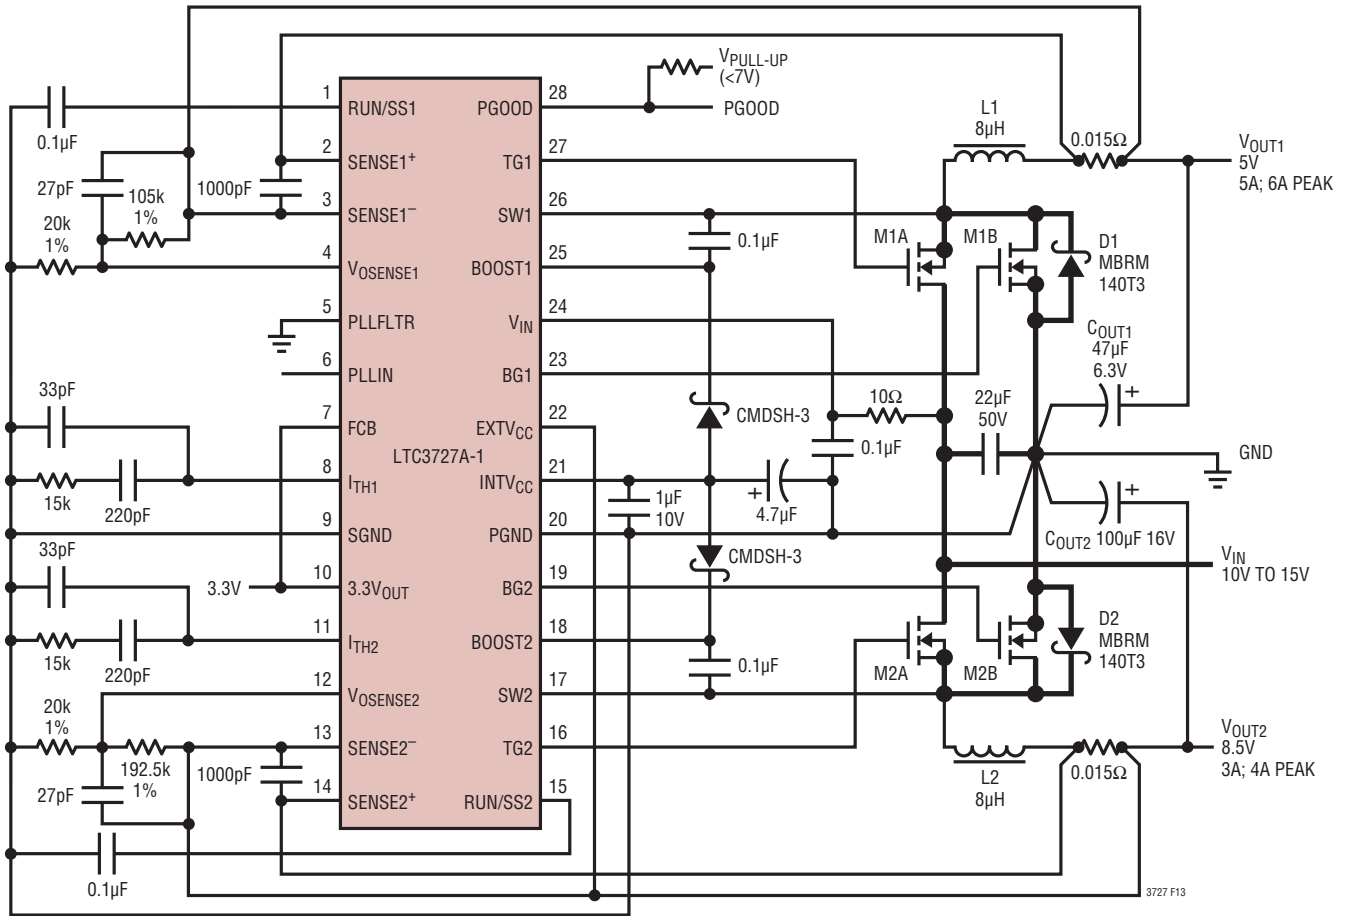 VPULL-UP
(<7V)
1
RUN/SS1
PGOOD
28
PGOOD
0.1µF
L1
8µH
0.015Ω
2
SENSE1+
TG1
27
VOUT1
5V
5A; 6A PEAK
27pF
105k
1%
1000pF
3
SENSE1–
SW1
26
20k
1%
M1A
M1B
0.1µF
D1
MBRM
140T3
4
VOSENSE1
BOOST1
25
5
PLLFLTR
VIN
24
COUT1
47µF
6.3V
+
6
PLLIN
BG1
23
33pF
10Ω
22µF
50V
CMDSH-3
7
FCB
EXTVCC
22
0.1µF
GND
LTC3727A-1
8
ITH1
INTVCC
21
15k
220pF
1µF
10V
+
4.7µF
+
9
SGND
PGND
20
COUT2 100µF 16V
33pF
CMDSH-3
VIN
10V TO 15V
3.3V
10
3.3VOUT
BG2
19
11
ITH2
BOOST2
18
D2
MBRM
140T3
15k
220pF
M2A
M2B
0.1µF
12
VOSENSE2
SW2
17
20k
1%
13
SENSE2–
TG2
16
VOUT2
8.5V
3A; 4A PEAK
192.5k
1%
1000pF
L2
8µH
0.015Ω
27pF
14
SENSE2+
RUN/SS2
15
0.1µF
3727 F13